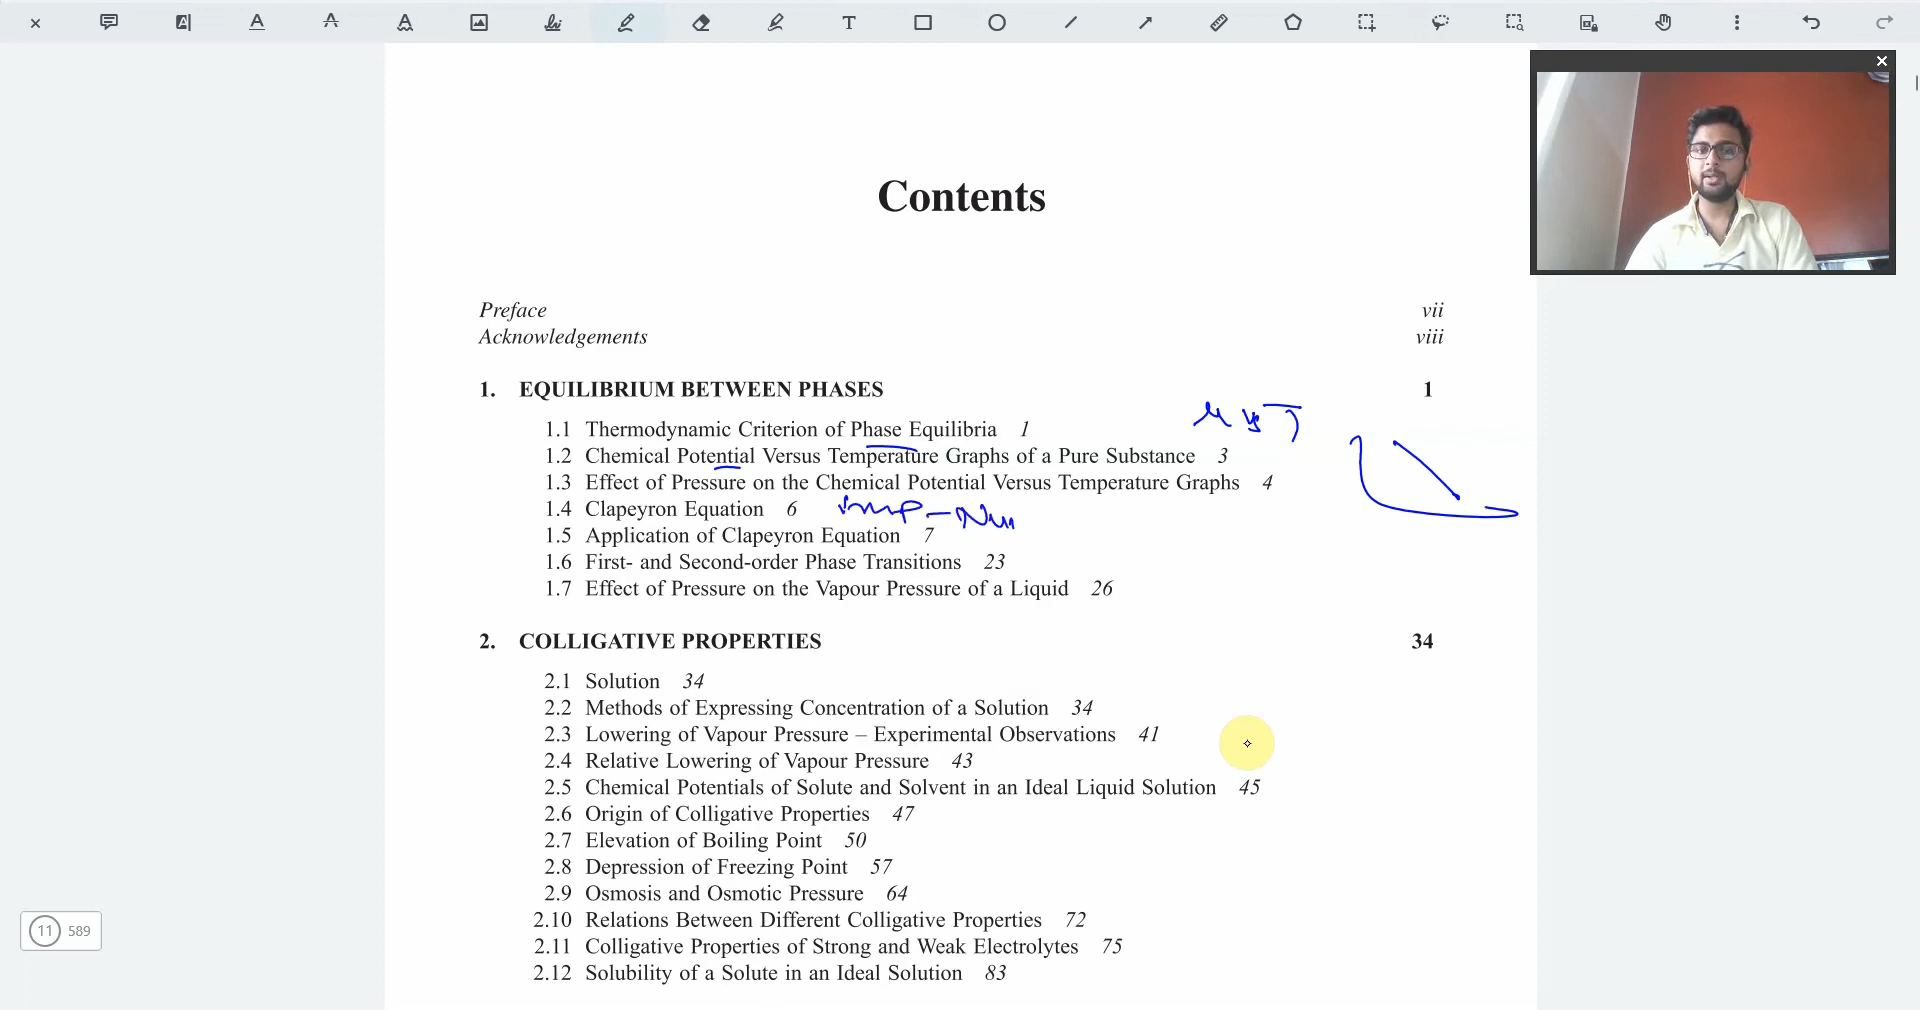 Contents
Preface vii
Acknowledgements viii
1. EQUILIBRIUM BETWEEN PHASES 1
μ vs T
1.1 Thermodynamic Criterion of Phase Equilibria 1
1.2 Chemical Potential Versus Temperature Graphs of a Pure Substance 3
1.3 Effect of Pressure on the Chemical Potential Versus Temperature Graphs 4
1.4 Clapeyron Equation 6 Imp - Num
1.5 Application of Clapeyron Equation 7
1.6 First- and Second-order Phase Transitions 23
1.7 Effect of Pressure on the Vapour Pressure of a Liquid 26
2. COLLIGATIVE PROPERTIES 34
2.1 Solution 34
2.2 Methods of Expressing Concentration of a Solution 34
2.3 Lowering of Vapour Pressure – Experimental Observations 41
2.4 Relative Lowering of Vapour Pressure 43
2.5 Chemical Potentials of Solute and Solvent in an Ideal Liquid Solution 45
2.6 Origin of Colligative Properties 47
2.7 Elevation of Boiling Point 50
2.8 Depression of Freezing Point 57
2.9 Osmosis and Osmotic Pressure 64
2.10 Relations Between Different Colligative Properties 72
2.11 Colligative Properties of Strong and Weak Electrolytes 75
2.12 Solubility of a Solute in an Ideal Solution 83
11 589